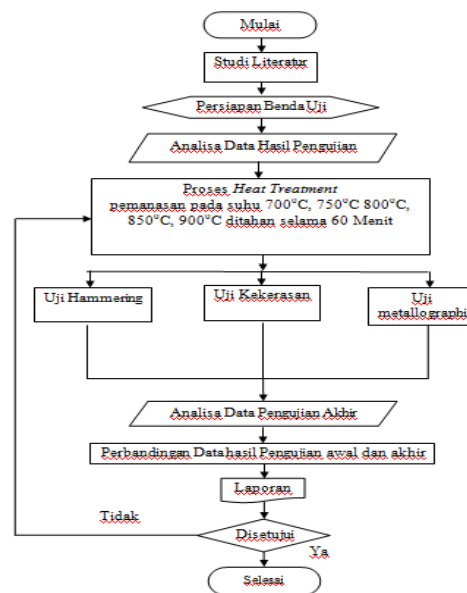 Mulai
Studi Literatur
Persiapan Benda Uji
Analisa Data Hasil Pengujian
Proses Heat Treatment
pemanasan pada suhu 700°C, 750°C 800°C,
850°C, 900°C ditahan selama 60 Menit
Uji Hammering
Uji Kekerasan
Uji
metallographi
Analisa Data Pengujian Akhir
Perbandingan Data hasil Pengujian awal dan akhir
Laporan
Tidak
Disetujui
Ya
Selesai